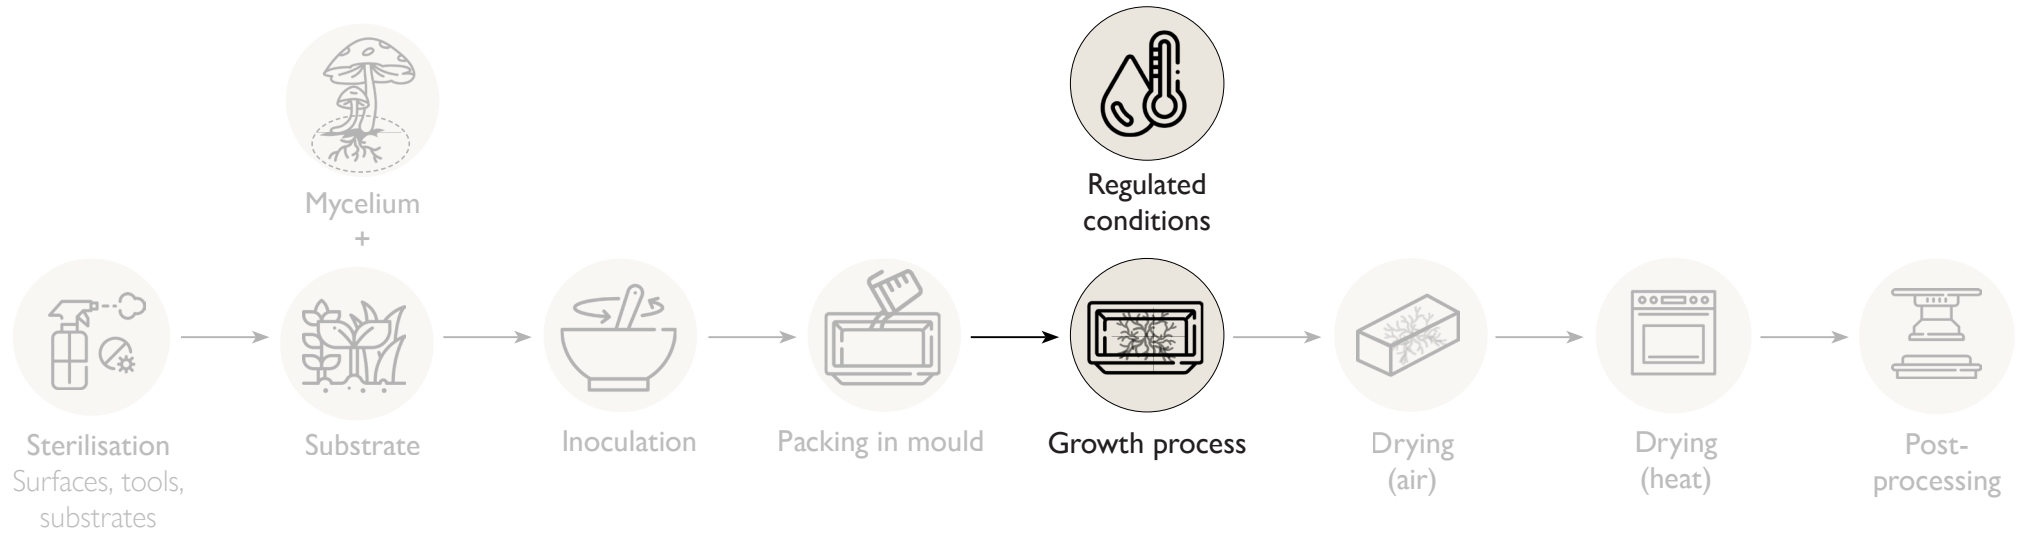 Mycelium
+
Regulated
conditions
Sterilisation
Surfaces, tools,
substrates
Substrate
Inoculation
Packing in mould
Growth process
Drying
(air)
Drying
(heat)
Post-
processing